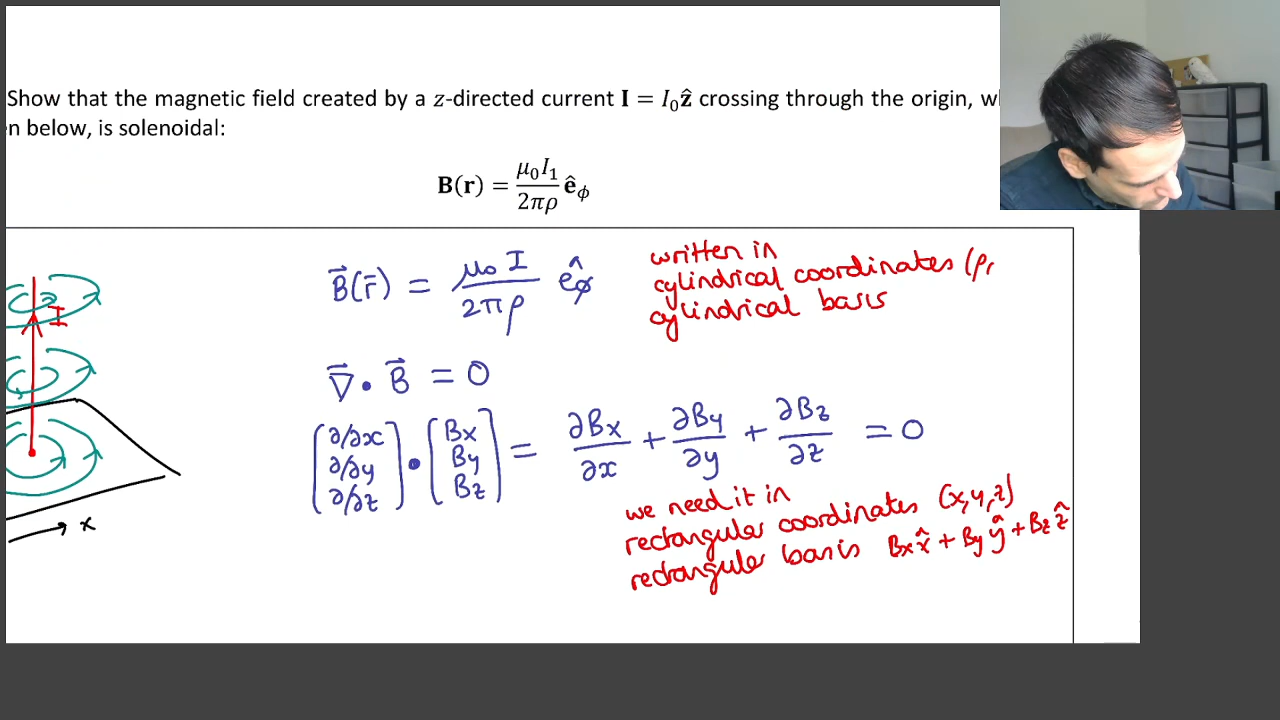 Show that the magnetic field created by a z-directed current I = I₀ẑ crossing through the origin,
n below, is solenoidal:
B(r) = μ₀I₁/2πρ ê_ϕ
B⃗(r̄) = μ₀ I / 2πρ ê_ϕ
written in
cylindrical coordinates (ρ,
cylindrical basis
I
∇⃗ • B⃗ = 0
[∂/∂x ∂/∂y ∂/∂z] • [Bx By Bz] = ∂Bx/∂x + ∂By/∂y + ∂Bz/∂z = 0
we need it in
rectangular coordinates (x,y,z)
rectangular basis Bx x̂ + By ŷ + Bz ẑ
x